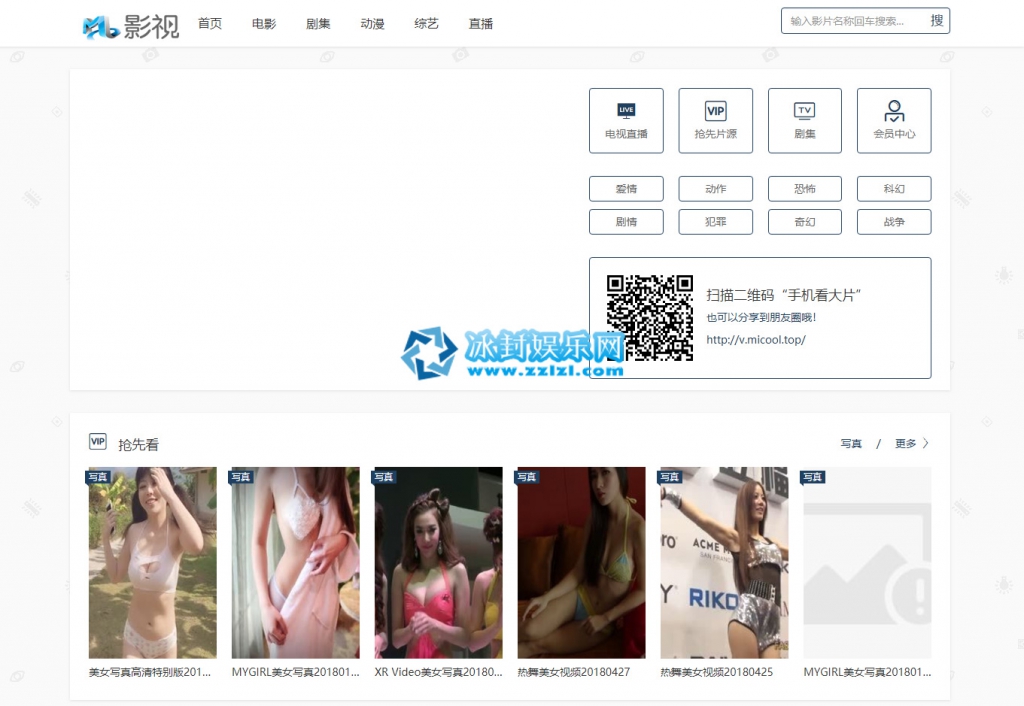 影视 首页 电影 剧集 动漫 综艺 直播 输入影片名称回车搜索... 搜
LIVE VIP TV
电视直播 抢先片源 剧集 会员中心
爱情 动作 恐怖 科幻
剧情 犯罪 奇幻 战争
扫描二维码“手机看大片”
也可以分享到朋友圈哦!
http://v.micool.top/
冰封娱乐网
www.zzlzl.com
VIP 抢先看 写真 / 更多
写真 写真 写真 写真 写真 写真
ACME
SAN FRANC
RIKO
美女写真高清特别版201... MYGIRL美女写真201801... XR Video美女写真20180... 热舞美女视频20180427 热舞美女视频20180425 MYGIRL美女写真201801...